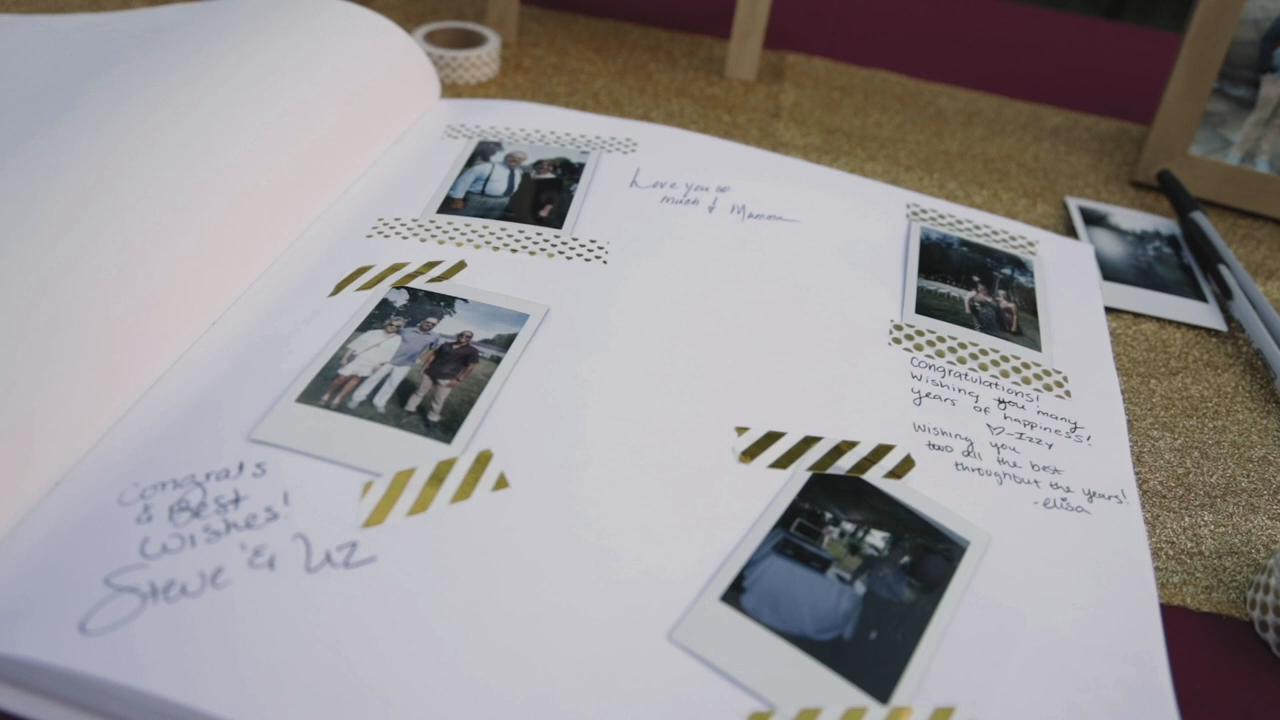 Love you so
much! Mumma
Congrats
& Best
Wishes!
Steve & Liz
Congratulations!
Wishing you many
years of happiness!
♡-Izzy
Wishing you
two all the best
throughout the years!
-elisa